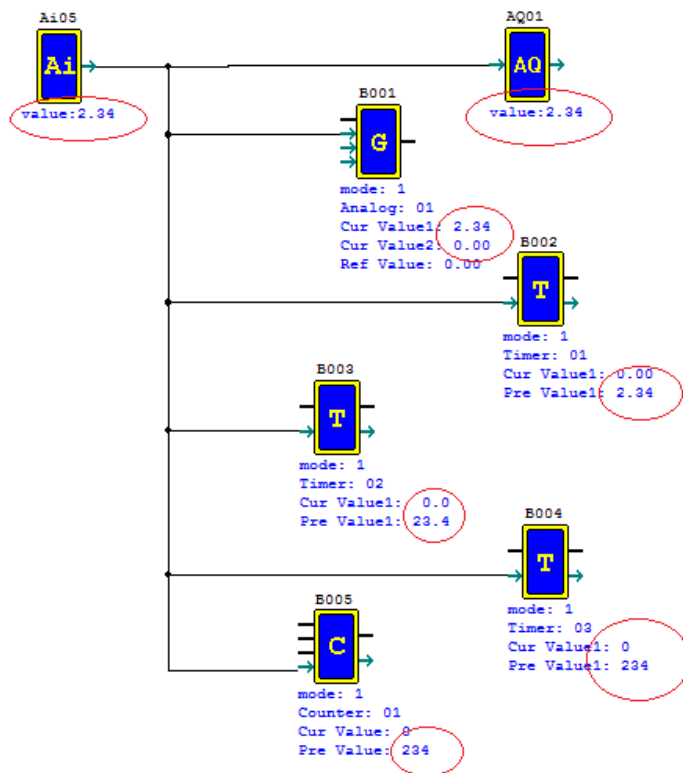 Ai05
Ai
value:2.34
AQ01
AQ
value:2.34
B001
G
mode: 1
Analog: 01
Cur Value1: 2.34
Cur Value2: 0.00
Ref Value: 0.00
B002
T
mode: 1
Timer: 01
Cur Value1: 0.00
Pre Value1: 2.34
B003
T
mode: 1
Timer: 02
Cur Value1: 0.0
Pre Value1: 23.4
B004
T
mode: 1
Timer: 03
Cur Value1: 0
Pre Value1: 234
B005
C
mode: 1
Counter: 01
Cur Value: 0
Pre Value: 234